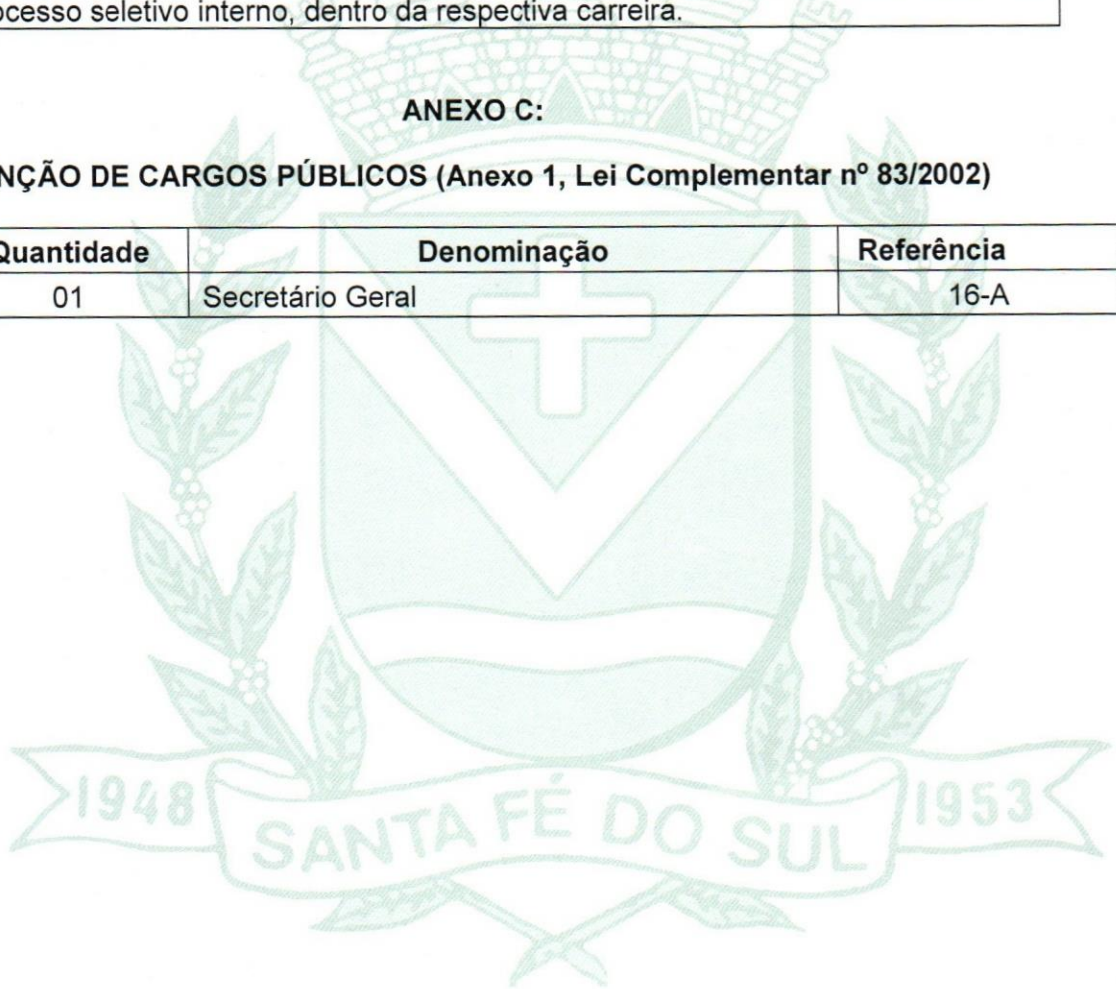 ocesso seletivo interno, dentro da respectiva carreira.
ANEXO C:
NÇÃO DE CARGOS PÚBLICOS (Anexo 1, Lei Complementar nº 83/2002)
Quantidade Denominação Referência
01 Secretário Geral 16-A
1948 SANTA FÉ DO SUL 1953